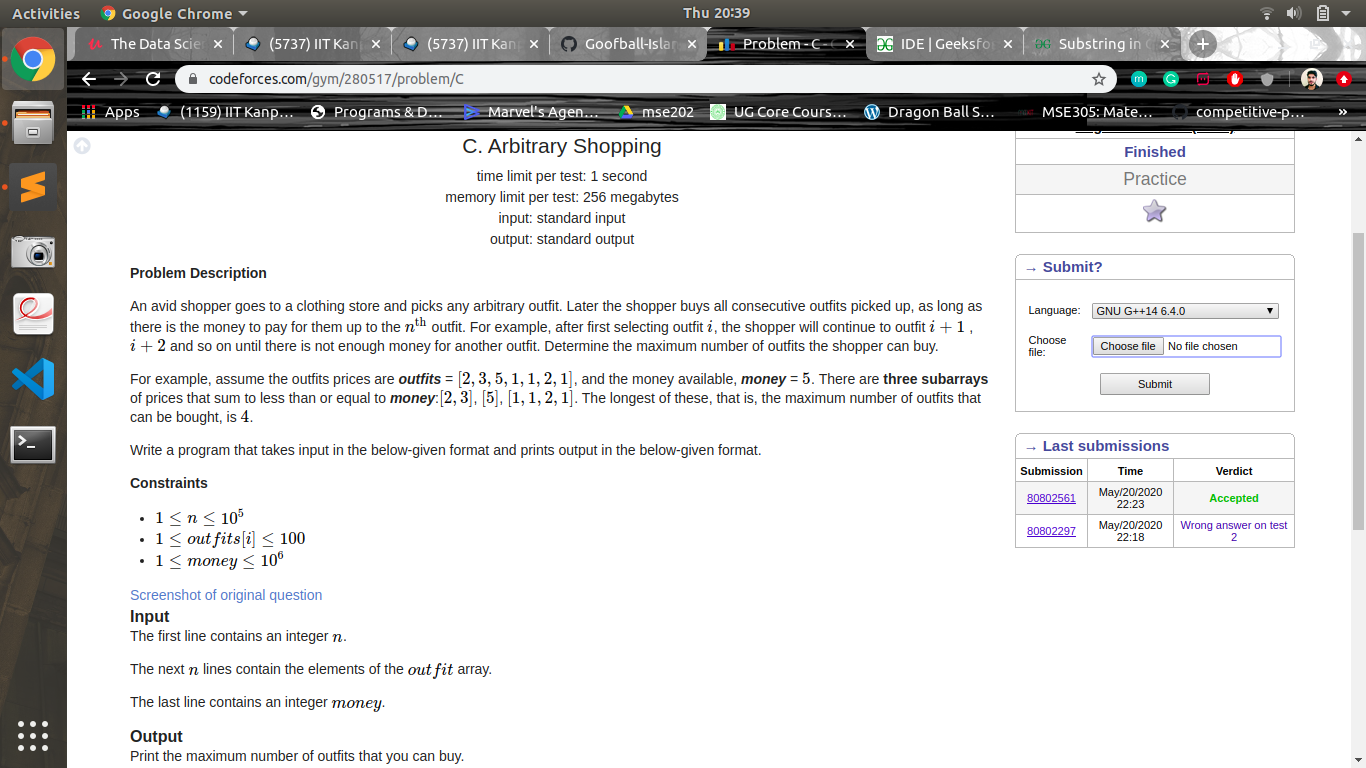 Activities Google Chrome Thu 20:39
The Data Scien (5737) IIT Kanp (5737) IIT Kanp Goofball-Islan Problem - C - C IDE | Geeksfo Substring in C
codeforces.com/gym/280517/problem/C
Apps (1159) IIT Kanp… Programs & D… Marvel's Agen… mse202 UG Core Cours… Dragon Ball S… MSE305: Mate… competitive-p… »
C. Arbitrary Shopping
time limit per test: 1 second
memory limit per test: 256 megabytes
input: standard input
output: standard output
Problem Description
An avid shopper goes to a clothing store and picks any arbitrary outfit. Later the shopper buys all consecutive outfits picked up, as long as
there is the money to pay for them up to the nth outfit. For example, after first selecting outfit i, the shopper will continue to outfit i + 1 ,
i + 2 and so on until there is not enough money for another outfit. Determine the maximum number of outfits the shopper can buy.
For example, assume the outfits prices are outfits = [2, 3, 5, 1, 1, 2, 1], and the money available, money = 5. There are three subarrays
of prices that sum to less than or equal to money:[2, 3], [5], [1, 1, 2, 1]. The longest of these, that is, the maximum number of outfits that
can be bought, is 4.
Write a program that takes input in the below-given format and prints output in the below-given format.
Constraints
• 1 ≤ n ≤ 10^5
• 1 ≤ outfits[i] ≤ 100
• 1 ≤ money ≤ 10^6
Screenshot of original question
Input
The first line contains an integer n.
The next n lines contain the elements of the outfit array.
The last line contains an integer money.
Output
Print the maximum number of outfits that you can buy.
Finished
Practice
→ Submit?
Language: GNU G++14 6.4.0
Choose
file: Choose file No file chosen
Submit
→ Last submissions
Submission Time Verdict
80802561 May/20/2020 22:23 Accepted
80802297 May/20/2020 22:18 Wrong answer on test 2